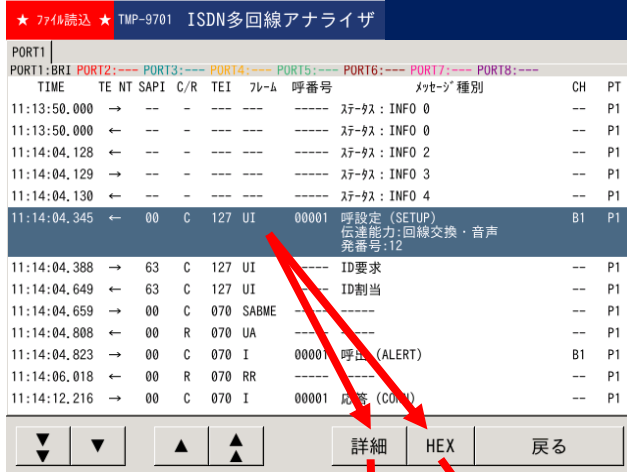 ★ ﾌｧｲﾙ読込 ★ TMP-9701 ISDN多回線アナライザ
PORT1
PORT1:BRI PORT2:--- PORT3:--- PORT4:--- PORT5:--- PORT6:--- PORT7:--- PORT8:---
TIME TE NT SAPI C/R TEI ﾌﾚｰﾑ 呼番号 ﾒｯｾｰｼﾞ種別 CH PT
11:13:50.000 → -- - --- --- ----- ｽﾃｰﾀｽ：INFO 0 -- P1
11:13:50.000 ← -- - --- --- ----- ｽﾃｰﾀｽ：INFO 0 -- P1
11:14:04.128 ← -- - --- --- ----- ｽﾃｰﾀｽ：INFO 2 -- P1
11:14:04.129 → -- - --- --- ----- ｽﾃｰﾀｽ：INFO 3 -- P1
11:14:04.130 ← -- - --- --- ----- ｽﾃｰﾀｽ：INFO 4 -- P1
11:14:04.345 ← 00 C 127 UI 00001 呼設定 (SETUP) B1 P1
伝達能力:回線交換・音声
発番号:12
11:14:04.388 → 63 C 127 UI ----- ID要求 -- P1
11:14:04.649 ← 63 C 127 UI ----- ID割当 -- P1
11:14:04.659 → 00 C 070 SABME ----- ----- -- P1
11:14:04.808 ← 00 R 070 UA ----- ----- -- P1
11:14:04.823 → 00 C 070 I 00001 呼出 (ALERT) B1 P1
11:14:06.018 ← 00 R 070 RR ----- ----- -- P1
11:14:12.216 → 00 C 070 I 00001 応答 (CONN) -- P1
▼▼ ▼ ▲ ▲▲ 詳細 HEX 戻る